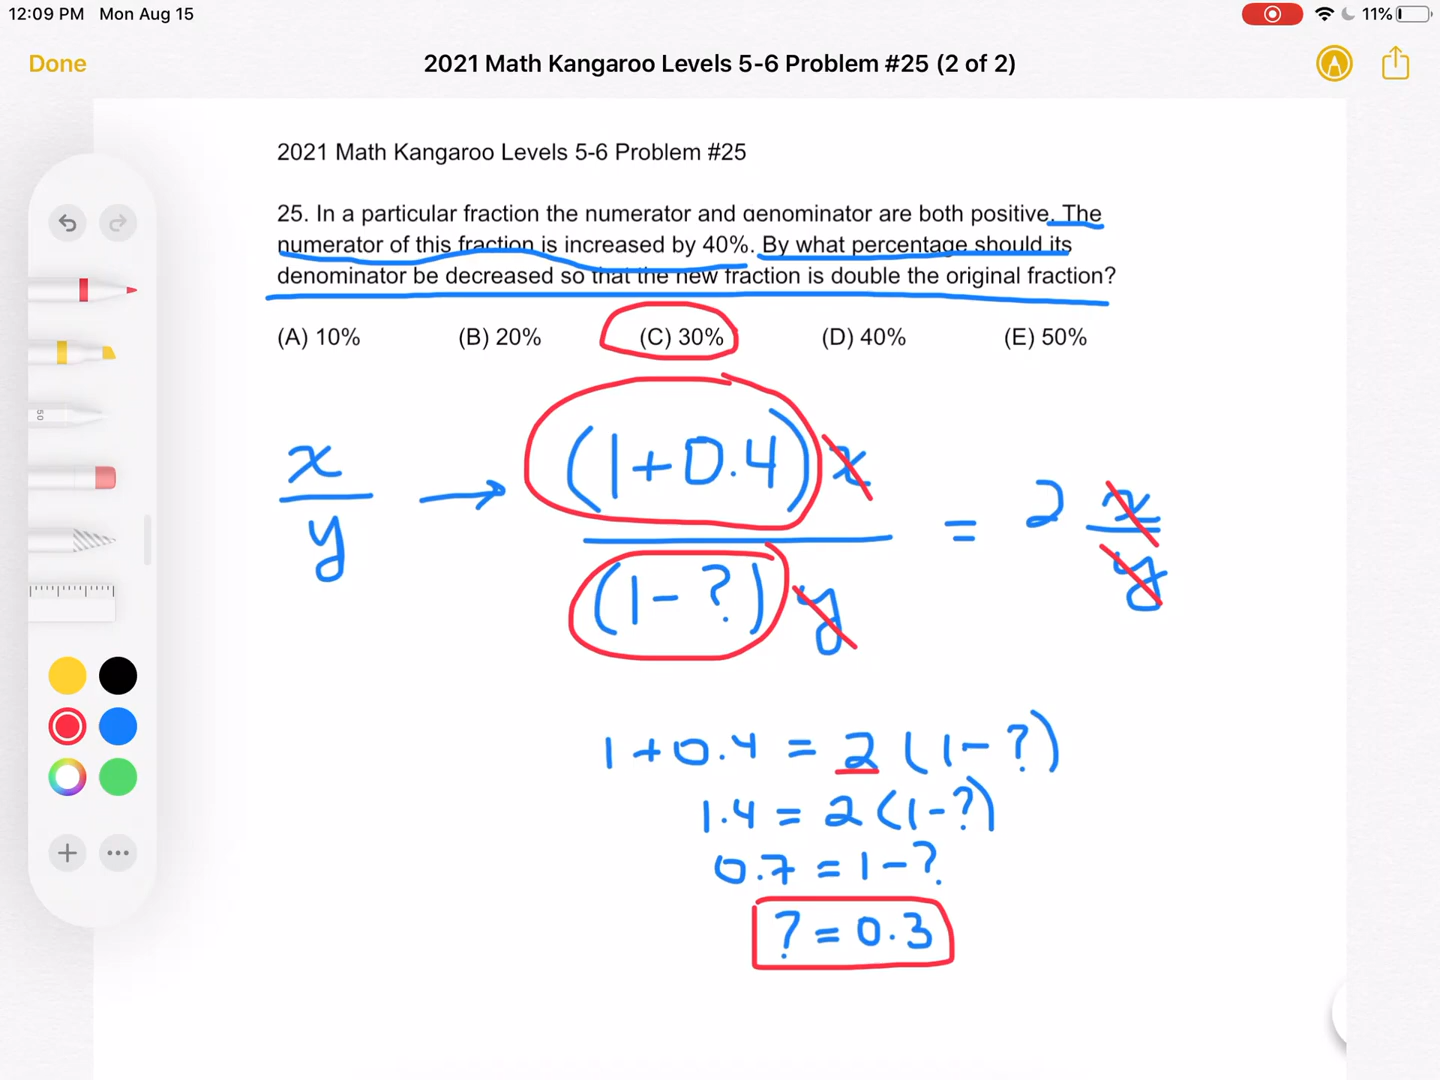 12:09 PM Mon Aug 15 11%
Done 2021 Math Kangaroo Levels 5-6 Problem #25 (2 of 2)
2021 Math Kangaroo Levels 5-6 Problem #25
25. In a particular fraction the numerator and denominator are both positive. The
numerator of this fraction is increased by 40%. By what percentage should its
denominator be decreased so that the new fraction is double the original fraction?
(A) 10% (B) 20% (C) 30% (D) 40% (E) 50%
50
x/y → (1+0.4)x/(1-?)y = 2 x/y
1+0.4 = 2(1-?)
1.4 = 2(1-?)
0.7 = 1-?
? = 0.3